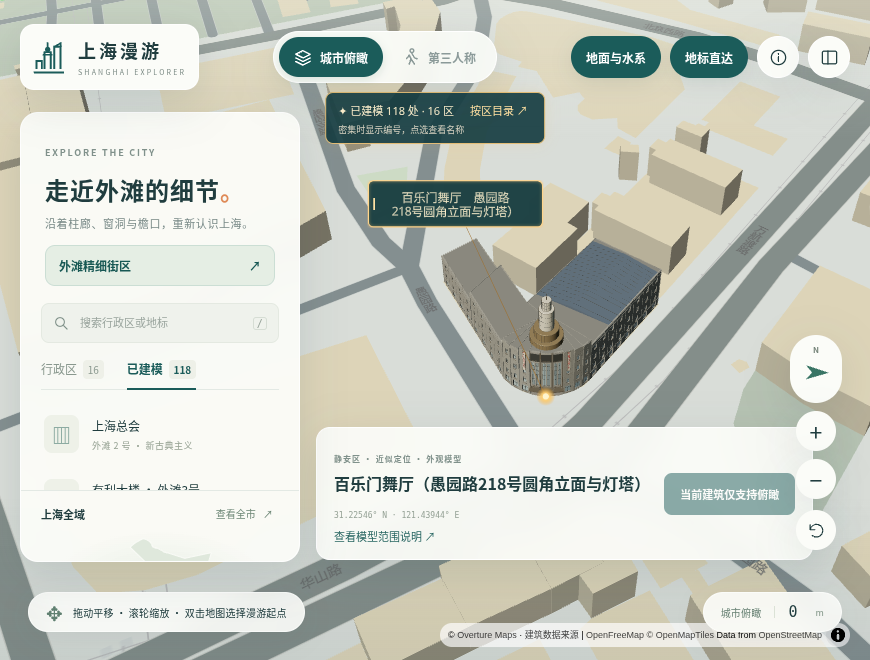 上海漫游
SHANGHAI EXPLORER
城市俯瞰
第三人称
地面与水系
地标直达
✦ 已建模 118 处 · 16 区 按区目录 ↗
密集时显示编号，点选查看名称
EXPLORE THE CITY
走近外滩的细节。
沿着柱廊、窗洞与檐口，重新认识上海。
外滩精细街区 ↗
搜索行政区或地标 /
行政区 16
已建模 118
上海总会
外滩 2 号 · 新古典主义
有利大楼 · 外滩3号
上海全域
查看全市 ↗
百乐门舞厅 愚园路
218号圆角立面与灯塔）
愚园路
N
+
−
静安区 · 近似定位 · 外观模型
百乐门舞厅（愚园路218号圆角立面与灯塔）
31.22546° N · 121.43944° E
查看模型范围说明 ↗
当前建筑仅支持俯瞰
华山路
路
拖动平移 · 滚轮缩放 · 双击地图选择漫游起点
城市俯瞰
0 m
© Overture Maps · 建筑数据来源 | OpenFreeMap © OpenMapTiles Data from OpenStreetMap